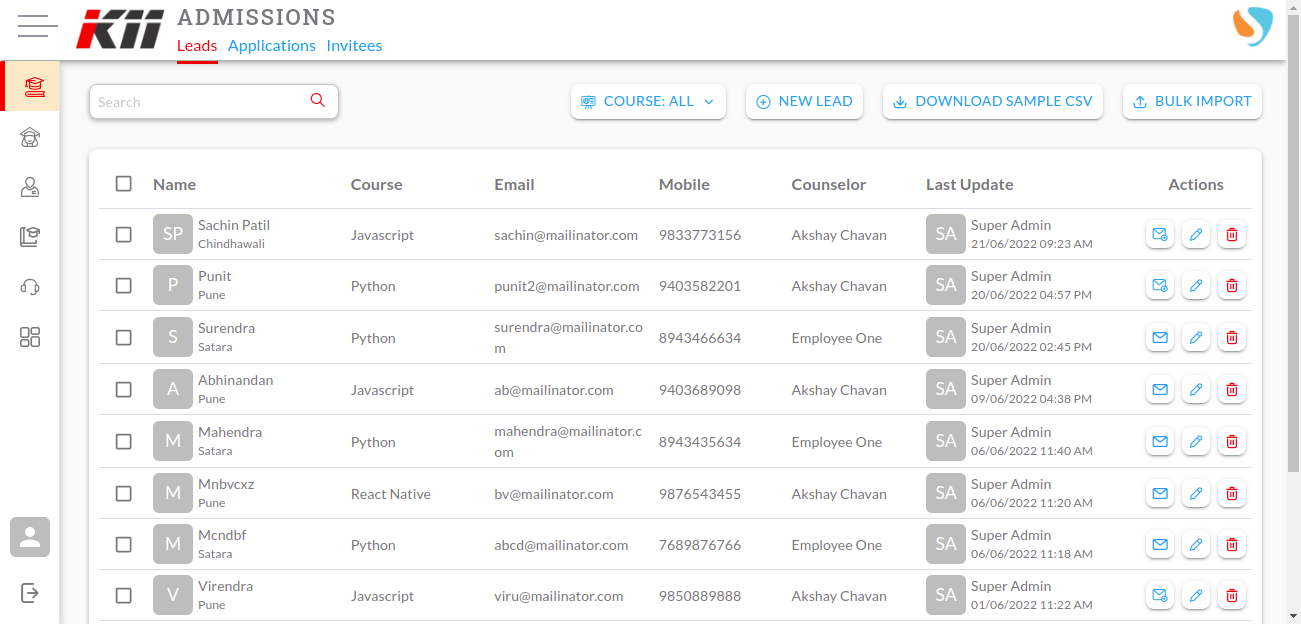 KTI ADMISSIONS
Leads Applications Invitees
Search
COURSE: ALL NEW LEAD DOWNLOAD SAMPLE CSV BULK IMPORT
Name Course Email Mobile Counselor Last Update Actions
SP Sachin Patil Chindhawali Javascript sachin@mailinator.com 9833773156 Akshay Chavan SA Super Admin 21/06/2022 09:23 AM
P Punit Pune Python punit2@mailinator.com 9403582201 Akshay Chavan SA Super Admin 20/06/2022 04:57 PM
S Surendra Satara Python surendra@mailinator.com 8943466634 Employee One SA Super Admin 20/06/2022 02:45 PM
A Abhinandan Pune Javascript ab@mailinator.com 9403689098 Akshay Chavan SA Super Admin 09/06/2022 04:38 PM
M Mahendra Satara Python mahendra@mailinator.com 8943435634 Employee One SA Super Admin 06/06/2022 11:40 AM
M Mnbvcxz Pune React Native bv@mailinator.com 9876543455 Akshay Chavan SA Super Admin 06/06/2022 11:20 AM
M Mcndbf Satara Python abcd@mailinator.com 7689876766 Employee One SA Super Admin 06/06/2022 11:18 AM
V Virendra Pune Javascript viru@mailinator.com 9850889888 Akshay Chavan SA Super Admin 01/06/2022 11:22 AM